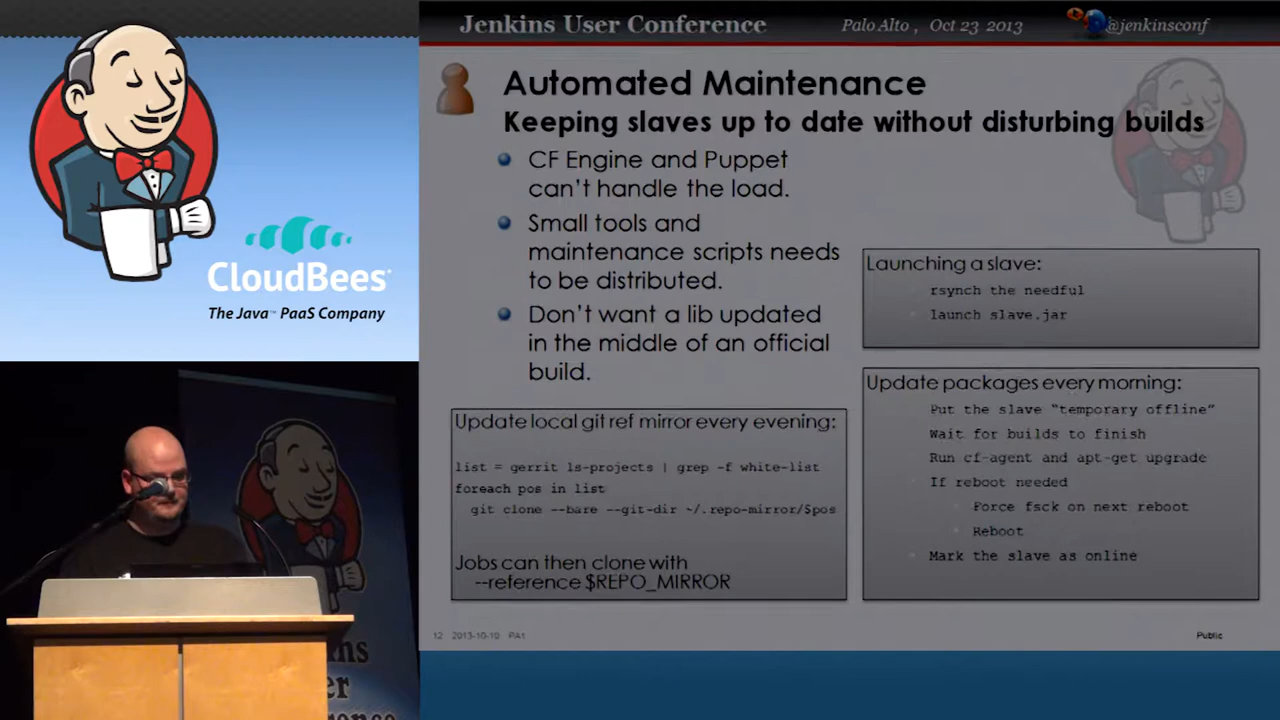 Jenkins User Conference
Palo Alto , Oct 23 2013
@jenkinsconf
CloudBees
The Java™ PaaS Company
Automated Maintenance
Keeping slaves up to date without disturbing builds
CF Engine and Puppet
can't handle the load.
Small tools and
maintenance scripts needs
to be distributed.
Don't want a lib updated
in the middle of an official
build.
Update local git ref mirror every evening:
list = gerrit ls-projects | grep -f white-list
foreach pos in list
git clone --bare --git-dir ~/.repo-mirror/$pos
Jobs can then clone with
--reference $REPO_MIRROR
Launching a slave:
rsynch the needful
launch slave.jar
Update packages every morning:
Put the slave "temporary offline"
Wait for builds to finish
Run cf-agent and apt-get upgrade
If reboot needed
Force fsck on next reboot
Reboot
Mark the slave as online
12 2013-10-10 PA1
Public